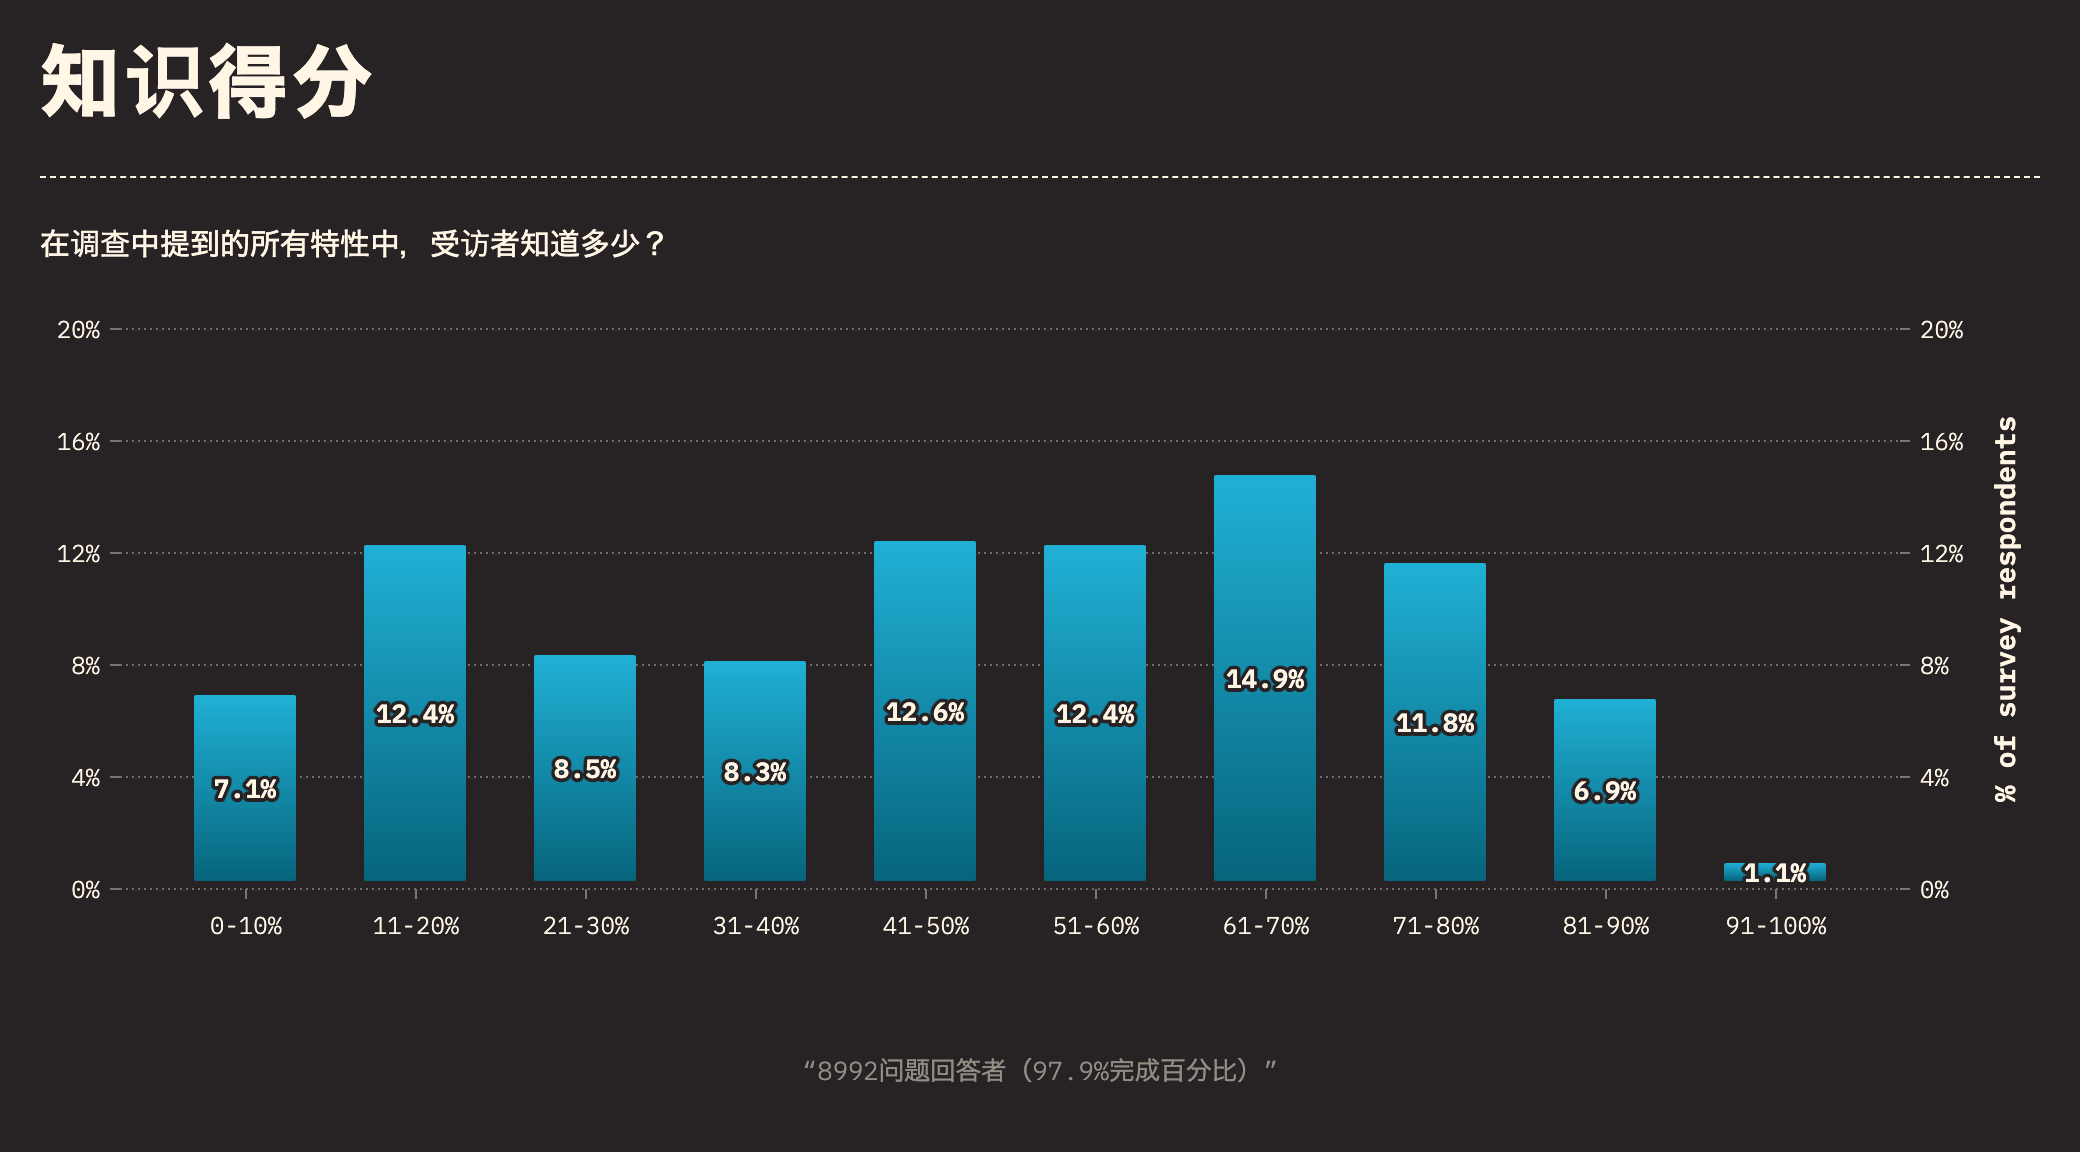 知识得分
在调查中提到的所有特性中，受访者知道多少？
20% 20%
16% 16%
12% 12%
8% 8%
4% 4%
0% 0%
% of survey respondents
7.1% 12.4% 8.5% 8.3% 12.6% 12.4% 14.9% 11.8% 6.9% 1.1%
0-10% 11-20% 21-30% 31-40% 41-50% 51-60% 61-70% 71-80% 81-90% 91-100%
“8992问题回答者（97.9%完成百分比）”